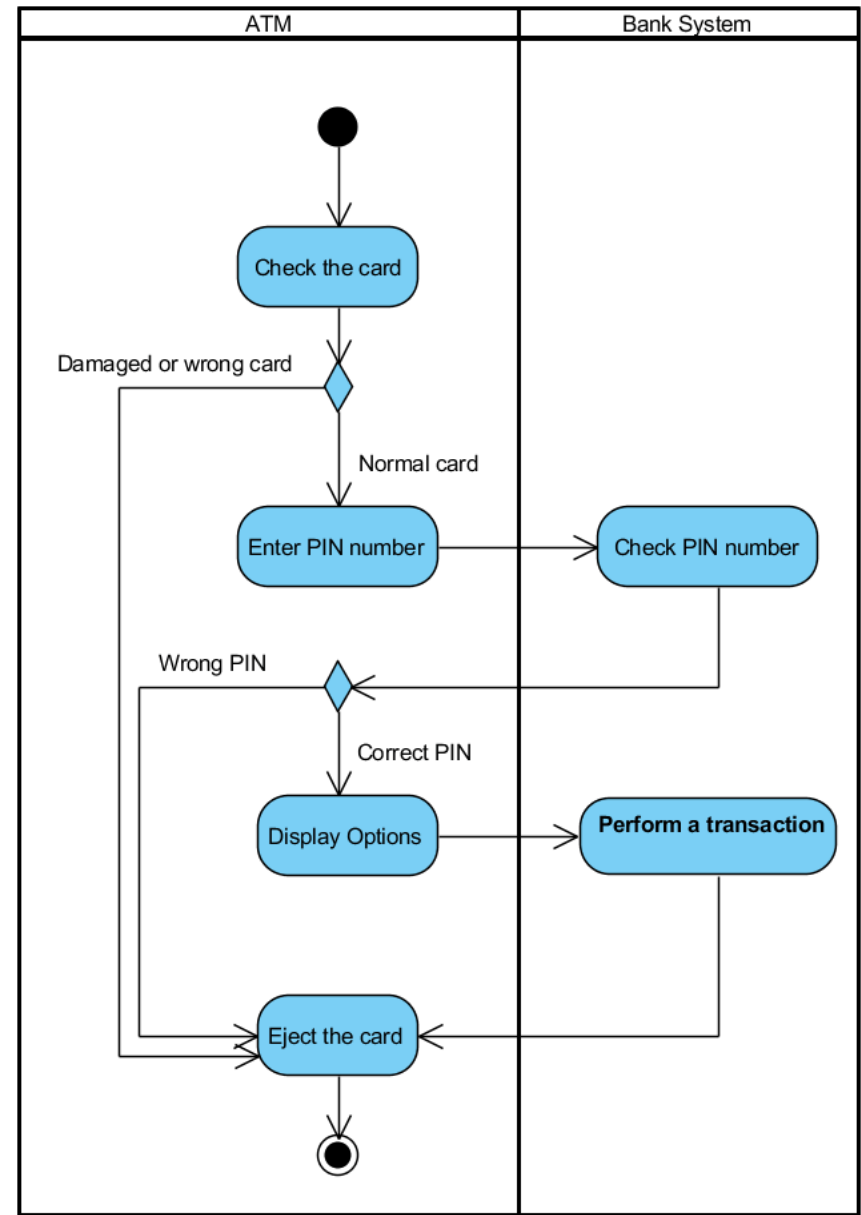 ATM
Bank System
Check the card
Damaged or wrong card
Normal card
Enter PIN number
Check PIN number
Wrong PIN
Correct PIN
Display Options
Perform a transaction
Eject the card